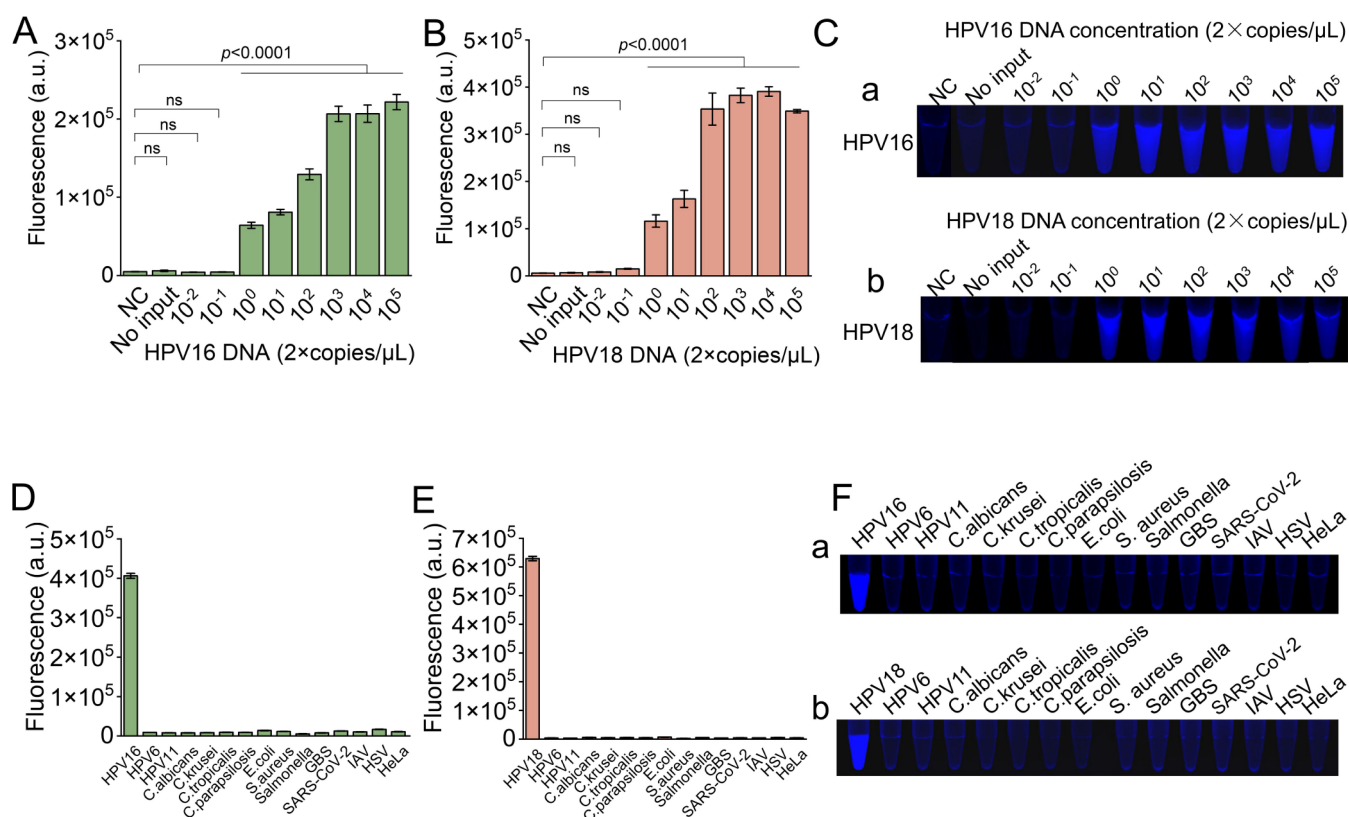 A
Fluorescence (a.u.)
3×10⁵
2×10⁵
1×10⁵
0
p<0.0001
ns
ns
ns
NC
No input
10⁻²
10⁻¹
10⁰
10¹
10²
10³
10⁴
10⁵
HPV16 DNA (2×copies/μL)
B
Fluorescence (a.u.)
5×10⁵
4×10⁵
3×10⁵
2×10⁵
1×10⁵
0
p<0.0001
ns
ns
ns
NC
No input
10⁻²
10⁻¹
10⁰
10¹
10²
10³
10⁴
10⁵
HPV18 DNA (2×copies/μL)
C
HPV16 DNA concentration (2×copies/μL)
a
NC
No input
10⁻²
10⁻¹
10⁰
10¹
10²
10³
10⁴
10⁵
HPV16
HPV18 DNA concentration (2×copies/μL)
b
NC
No input
10⁻²
10⁻¹
10⁰
10¹
10²
10³
10⁴
10⁵
HPV18
D
Fluorescence (a.u.)
5×10⁵
4×10⁵
3×10⁵
2×10⁵
1×10⁵
0
HPV16
HPV6
HPV11
C.albicans
C.krusei
C.tropicalis
C.parapsilosis
E.coli
S.aureus
Salmonella
GBS
SARS-CoV-2
IAV
HSV
HeLa
E
Fluorescence (a.u.)
7×10⁵
6×10⁵
5×10⁵
4×10⁵
3×10⁵
2×10⁵
1×10⁵
0
HPV18
HPV6
HPV11
C.albicans
C.krusei
C.tropicalis
C.parapsilosis
E.coli
S.aureus
Salmonella
GBS
SARS-CoV-2
IAV
HSV
HeLa
F
a
HPV16
HPV6
HPV11
C.albicans
C.krusei
C.tropicalis
C.parapsilosis
E.coli
S. aureus
Salmonella
GBS
SARS-CoV-2
IAV
HSV
HeLa
b
HPV18
HPV6
HPV11
C.albicans
C.krusei
C.tropicalis
C.parapsilosis
E.coli
S. aureus
Salmonella
GBS
SARS-CoV-2
IAV
HSV
HeLa